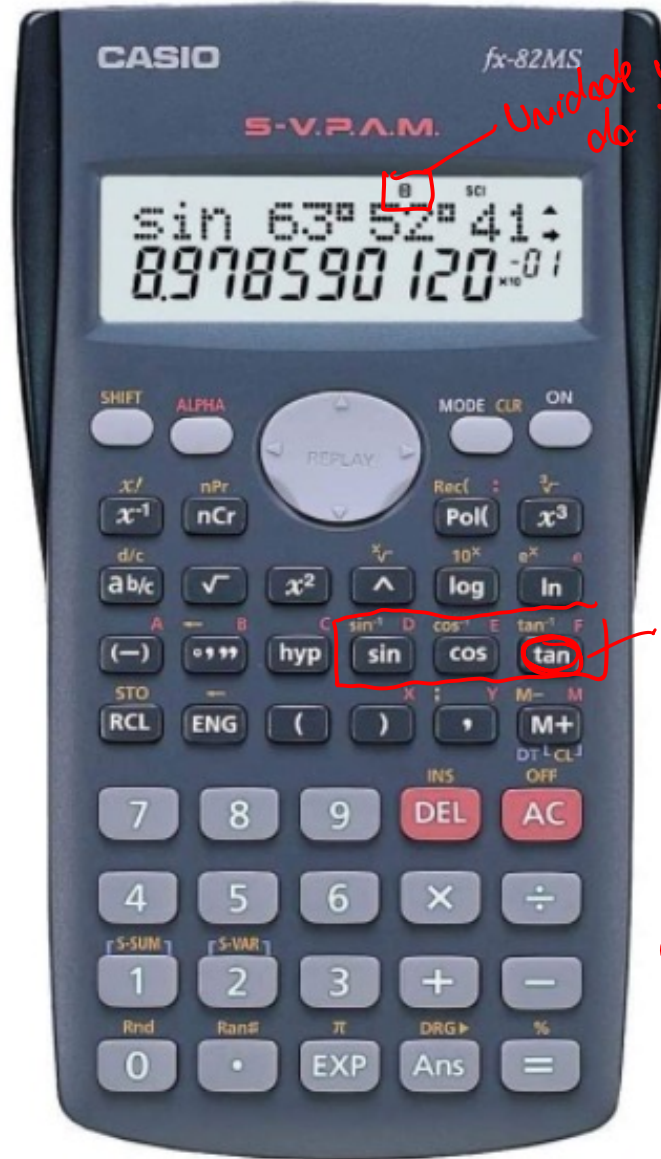 CASIO fx-82MS
S-V.P.A.M.
Unidade
da
D SCI
sin 63°52°41
8.978590120 ×10 -01
SHIFT ALPHA MODE CLR ON
REPLAY
x! nPr Rec( : ³√
x⁻¹ nCr Pol( x³
d/c ˣ√ 10ˣ eˣ e
ab/c √ x² ^ log ln
A ← B C sin⁻¹ D cos⁻¹ E tan⁻¹ F
(−) °,,, hyp sin cos tan
STO ← X ; Y M− M
RCL ENG ( ) , M+
DT CL
INS OFF
7 8 9 DEL AC
4 5 6 × ÷
S-SUM S-VAR
1 2 3 + −
Rnd Ran# π DRG▶ %
0 · EXP Ans =